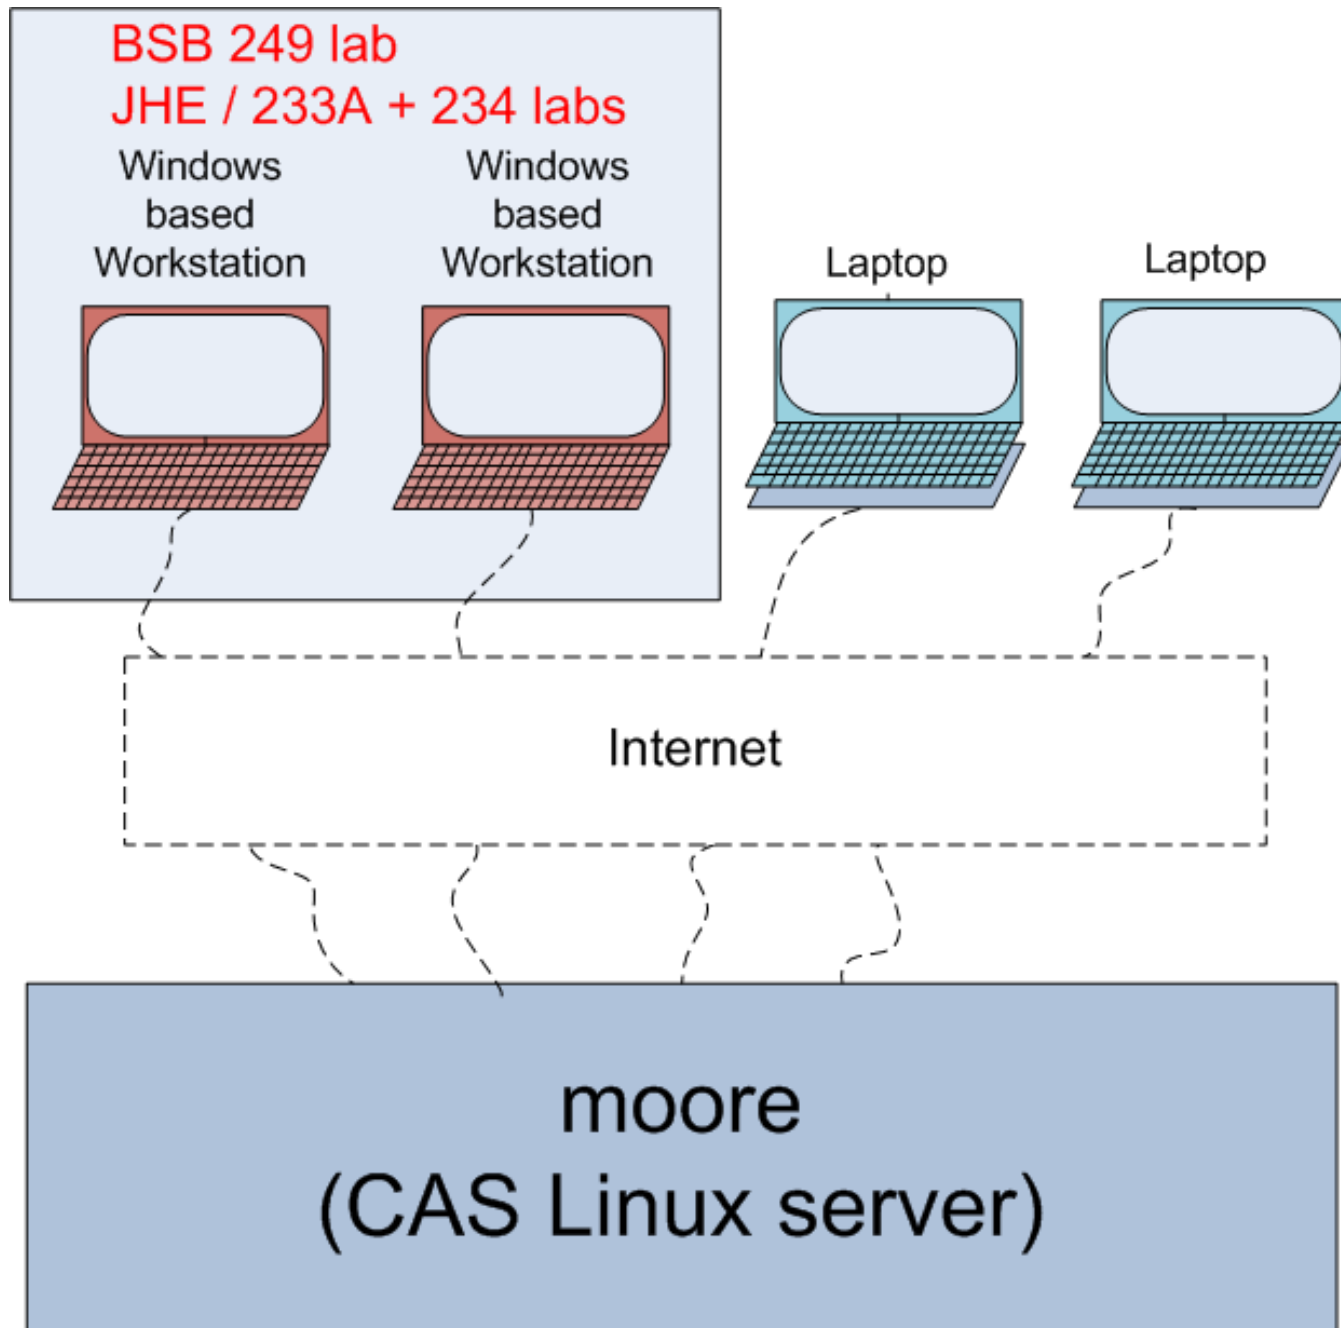 BSB 249 lab
JHE / 233A + 234 labs
Windows
based
Workstation
Windows
based
Workstation
Laptop
Laptop
Internet
moore
(CAS Linux server)